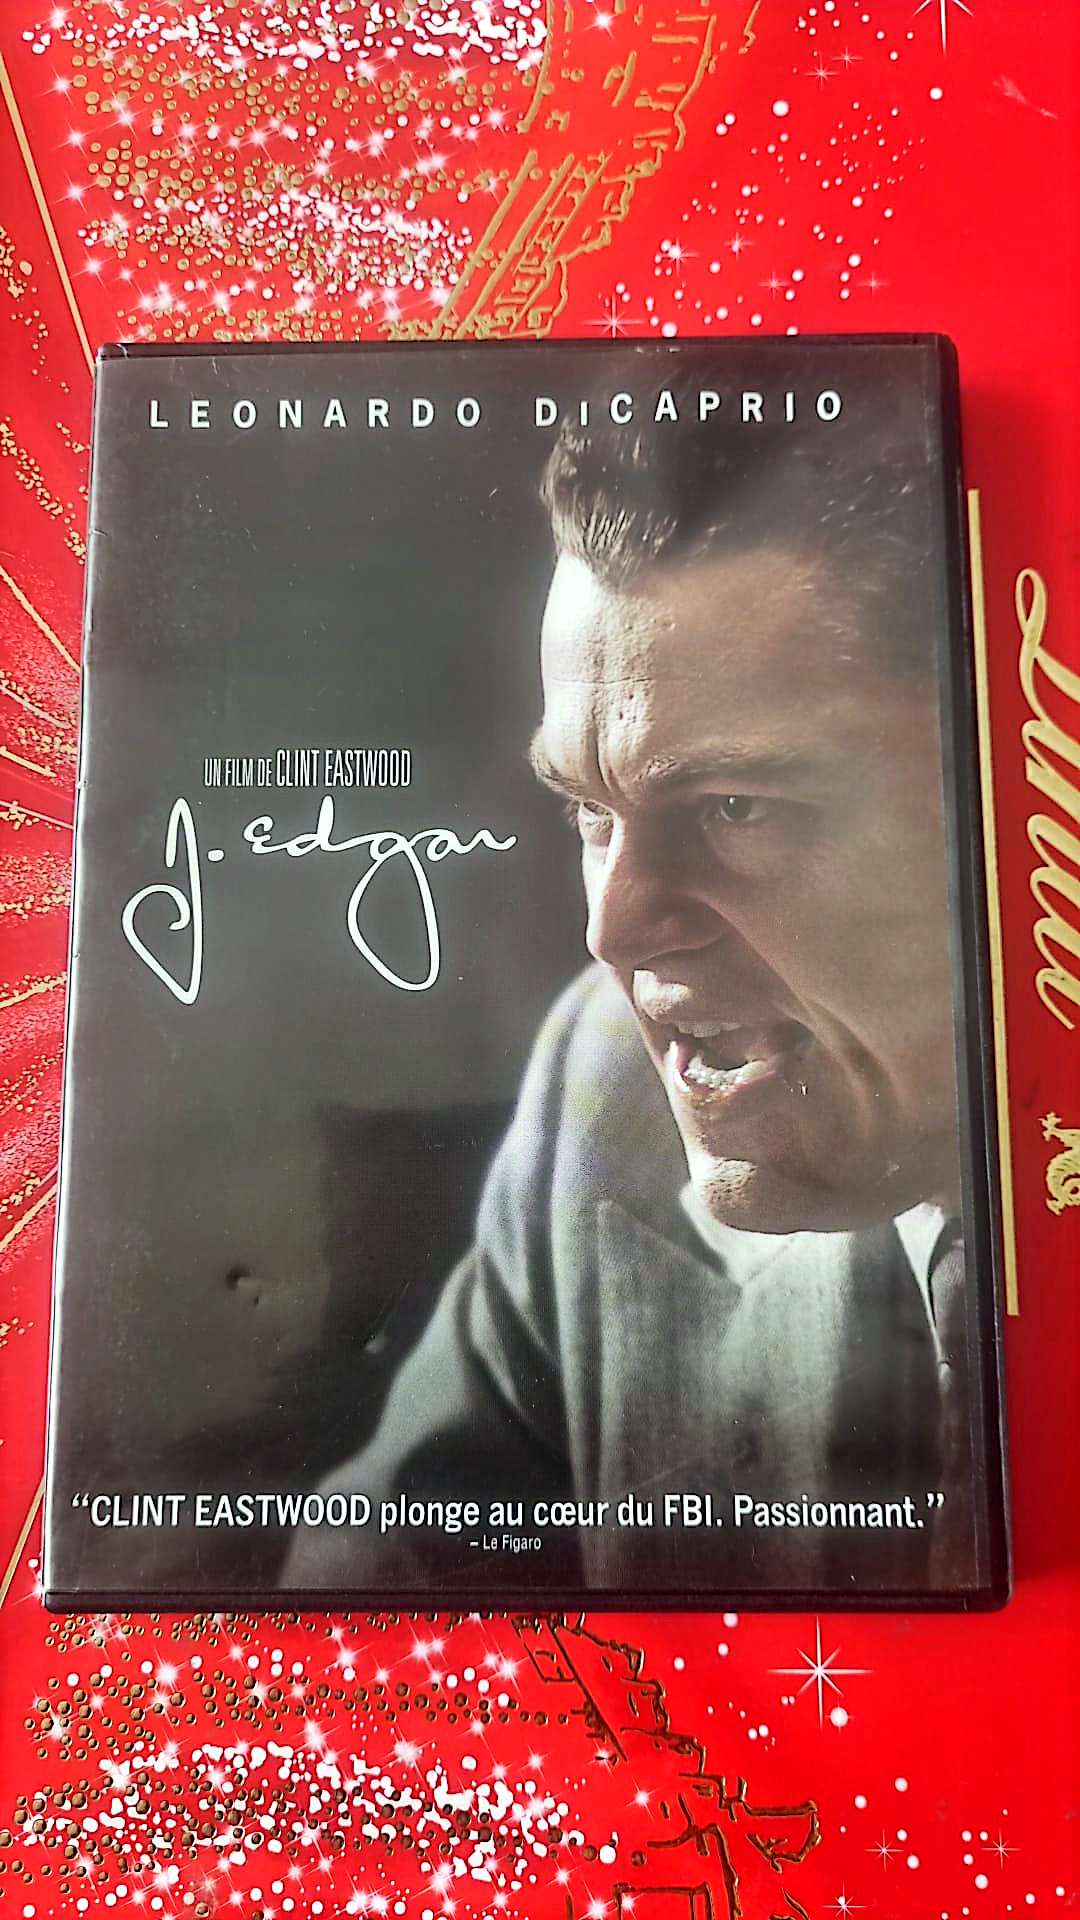 LEONARDO DiCAPRIO
UN FILM DE CLINT EASTWOOD
J. Edgar
“CLINT EASTWOOD plonge au cœur du FBI. Passionnant.”
– Le Figaro